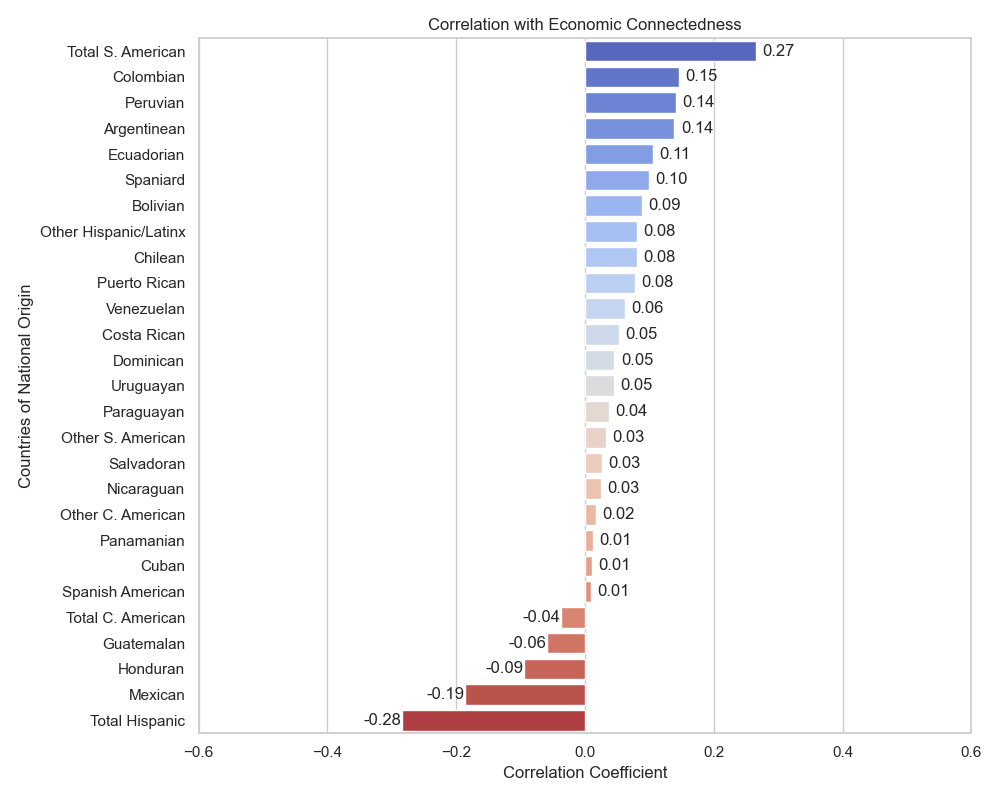 Correlation with Economic Connectedness
Total S. American 0.27
Colombian 0.15
Peruvian 0.14
Argentinean 0.14
Ecuadorian 0.11
Spaniard 0.10
Bolivian 0.09
Other Hispanic/Latinx 0.08
Chilean 0.08
Puerto Rican 0.08
Venezuelan 0.06
Costa Rican 0.05
Dominican 0.05
Uruguayan 0.05
Paraguayan 0.04
Other S. American 0.03
Salvadoran 0.03
Nicaraguan 0.03
Other C. American 0.02
Panamanian 0.01
Cuban 0.01
Spanish American 0.01
Total C. American -0.04
Guatemalan -0.06
Honduran -0.09
Mexican -0.19
Total Hispanic -0.28
Countries of National Origin
−0.6 −0.4 −0.2 0.0 0.2 0.4 0.6
Correlation Coefficient